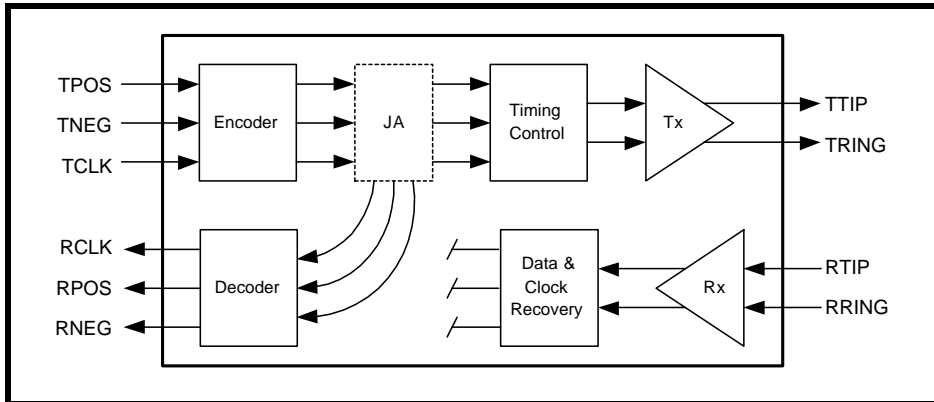 TPOS
TNEG
TCLK
Encoder
JA
Timing
Control
Tx
TTIP
TRING
RCLK
RPOS
RNEG
Decoder
Data &
Clock
Recovery
Rx
RTIP
RRING